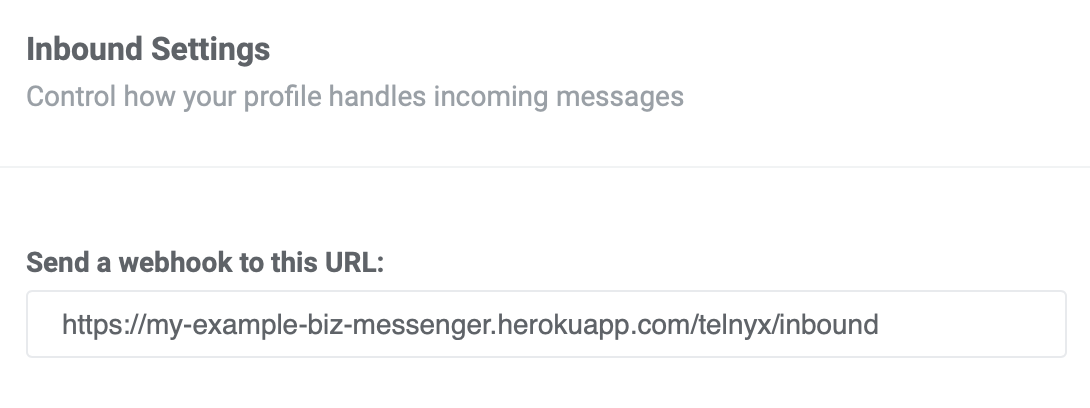 Inbound Settings
Control how your profile handles incoming messages
Send a webhook to this URL:
https://my-example-biz-messenger.herokuapp.com/telnyx/inbound